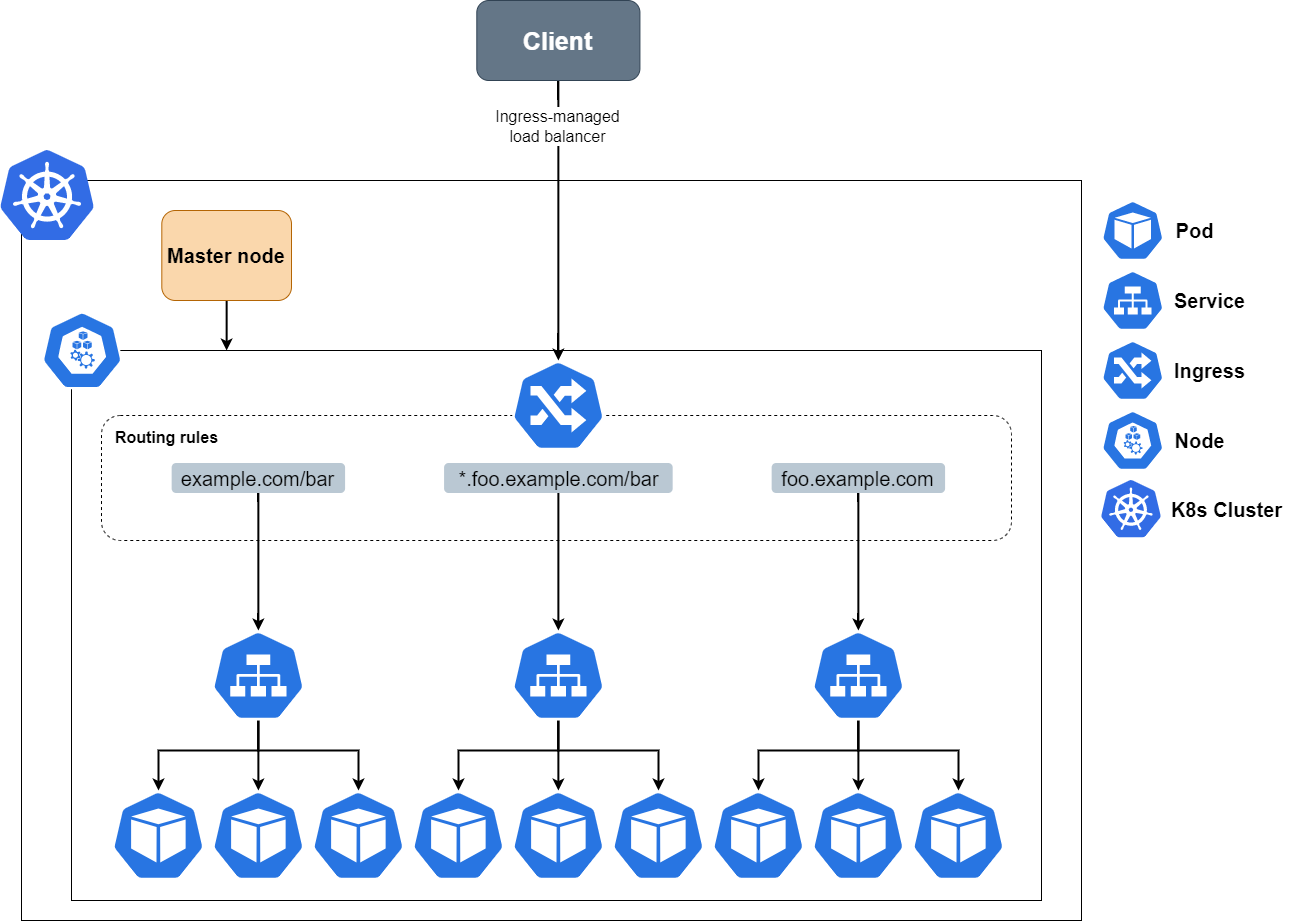 Client
Ingress-managed
load balancer
Master node
Routing rules
example.com/bar
*.foo.example.com/bar
foo.example.com
Pod
Service
Ingress
Node
K8s Cluster